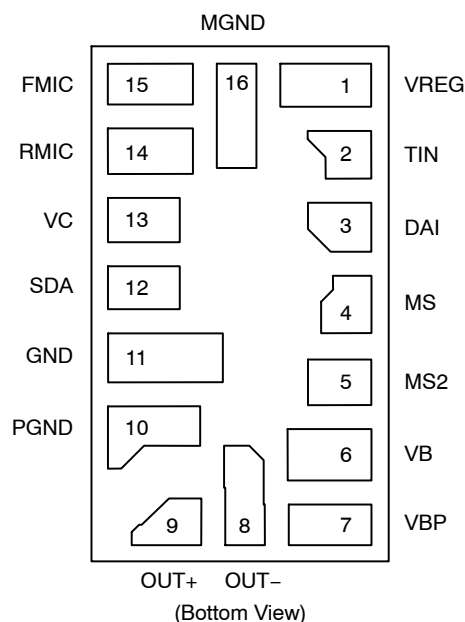 MGND
FMIC 15 16 1 VREG
RMIC 14 2 TIN
VC 13 3 DAI
SDA 12 4 MS
GND 11 5 MS2
PGND 10 6 VB
9 8 7 VBP
OUT+ OUT−
(Bottom View)